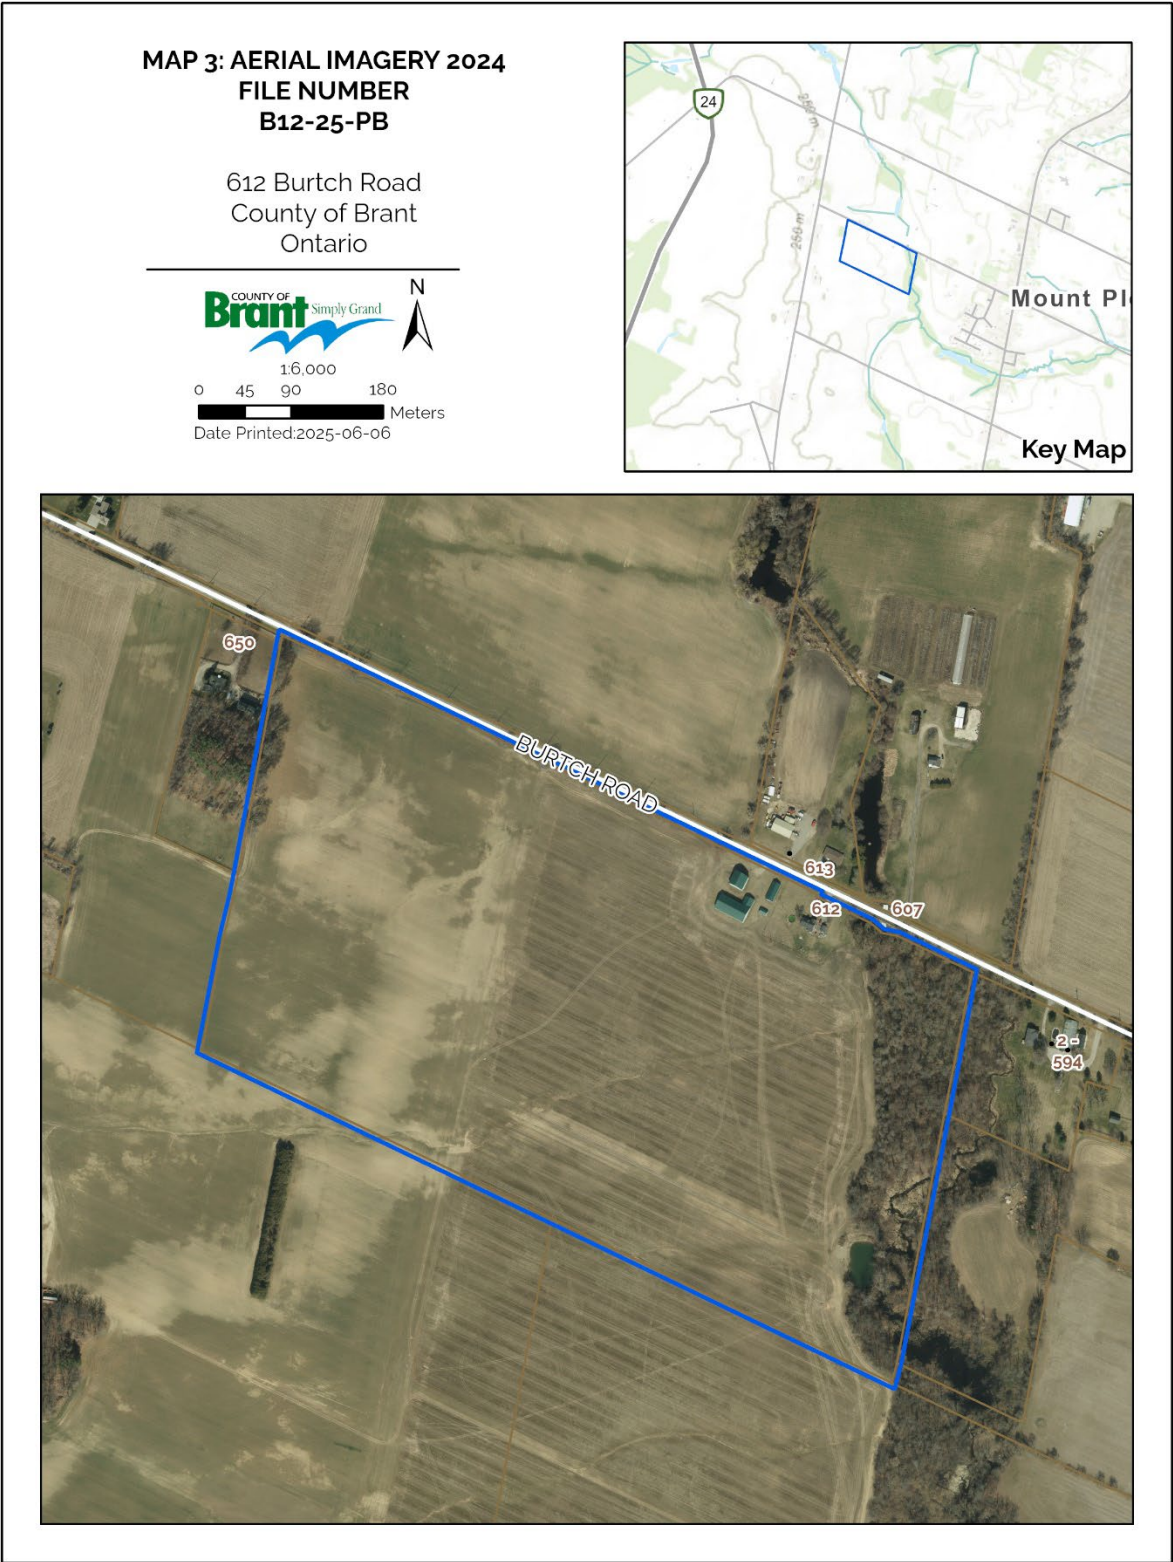 MAP 3: AERIAL IMAGERY 2024
FILE NUMBER
B12-25-PB
612 Burtch Road
County of Brant
Ontario
COUNTY OF
Brant Simply Grand
N
1:6,000
0 45 90 180
Meters
Date Printed:2025-06-06
24
250 m
250 m
Mount Pl
Key Map
650
BURTCH ROAD
613
612
607
2 -
594